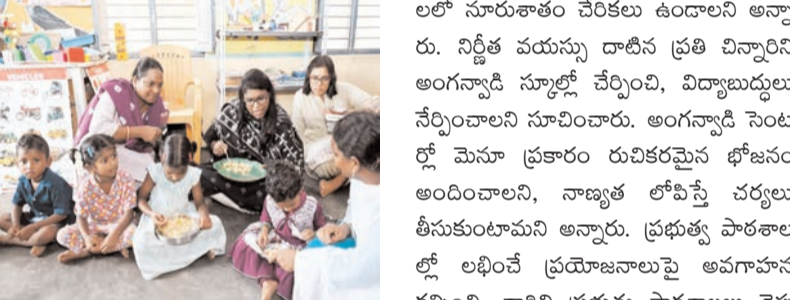 VEHICLES
లలో నూరుశాతం చేరికలు ఉండాలని అన్నా
రు. నిర్ణీత వయస్సు దాటిన ప్రతి చిన్నారిని
అంగన్వాడి స్కూల్లో చేర్పించి, విద్యాబుద్ధులు
నేర్పించాలని సూచించారు. అంగన్వాడి సెంట
ర్లో మెనూ ప్రకారం రుచికరమైన భోజనం
అందించాలని, నాణ్యత లోపిస్తే చర్యలు
తీసుకుంటామని అన్నారు. ప్రభుత్వ పాఠశాల
ల్లో లభించే ప్రయోజనాలుపై అవగాహన